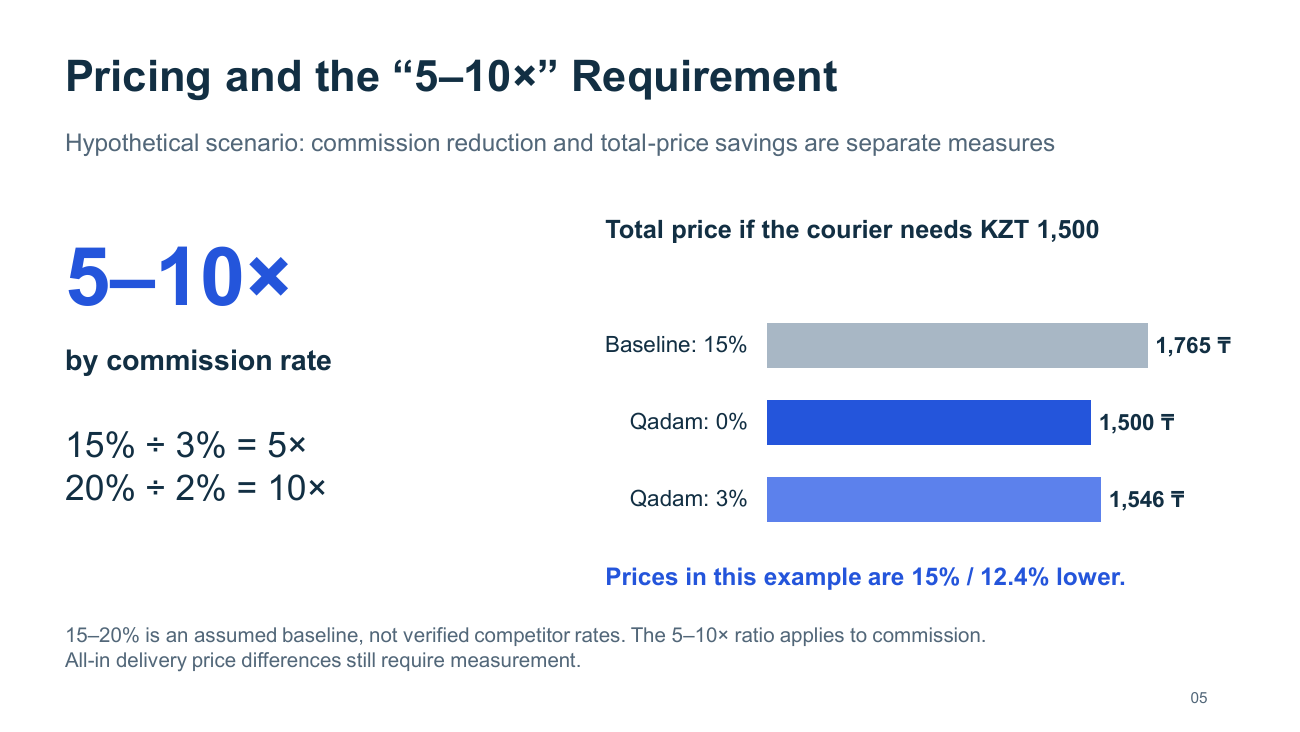 Pricing and the “5–10×” Requirement
Hypothetical scenario: commission reduction and total-price savings are separate measures
5–10×
by commission rate
15% ÷ 3% = 5×
20% ÷ 2% = 10×
Total price if the courier needs KZT 1,500
Baseline: 15% 1,765 ₸
Qadam: 0% 1,500 ₸
Qadam: 3% 1,546 ₸
Prices in this example are 15% / 12.4% lower.
15–20% is an assumed baseline, not verified competitor rates. The 5–10× ratio applies to commission.
All-in delivery price differences still require measurement.
05